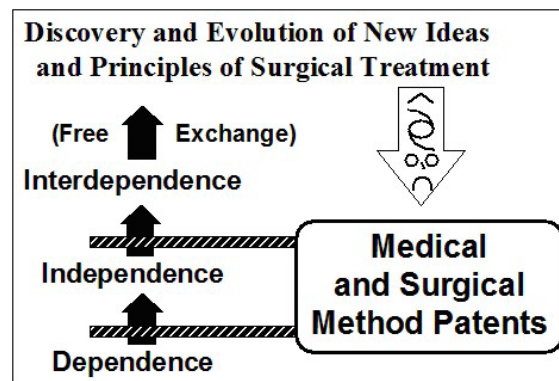 Discovery and Evolution of New Ideas
and Principles of Surgical Treatment
(Free Exchange)
Interdependence
Independence
Dependence
Medical
and Surgical
Method Patents